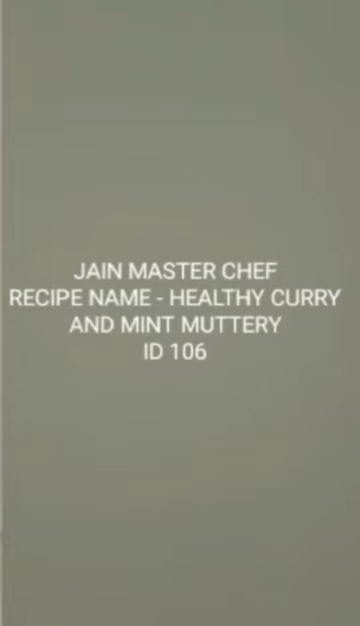 JAIN MASTER CHEF
RECIPE NAME - HEALTHY CURRY
AND MINT MUTTERY
ID 106